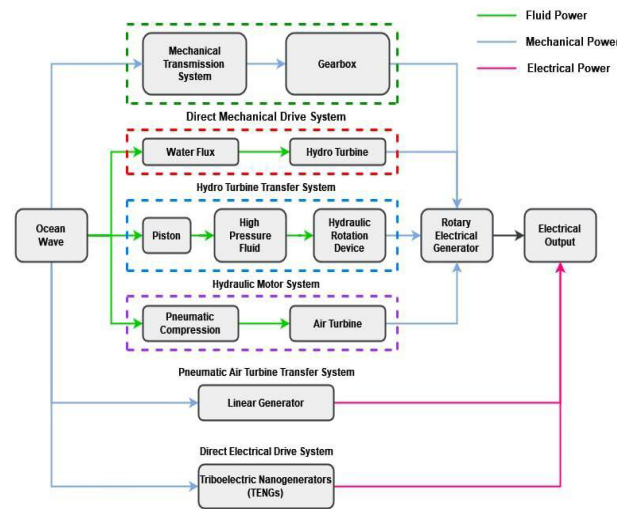 Fluid Power
Mechanical Power
Electrical Power
Mechanical
Transmission
System
Gearbox
Direct Mechanical Drive System
Water Flux
Hydro Turbine
Hydro Turbine Transfer System
Ocean
Wave
Piston
High
Pressure
Fluid
Hydraulic
Rotation
Device
Rotary
Electrical
Generator
Electrical
Output
Hydraulic Motor System
Pneumatic
Compression
Air Turbine
Pneumatic Air Turbine Transfer System
Linear Generator
Direct Electrical Drive System
Triboelectric Nanogenerators
(TENGs)